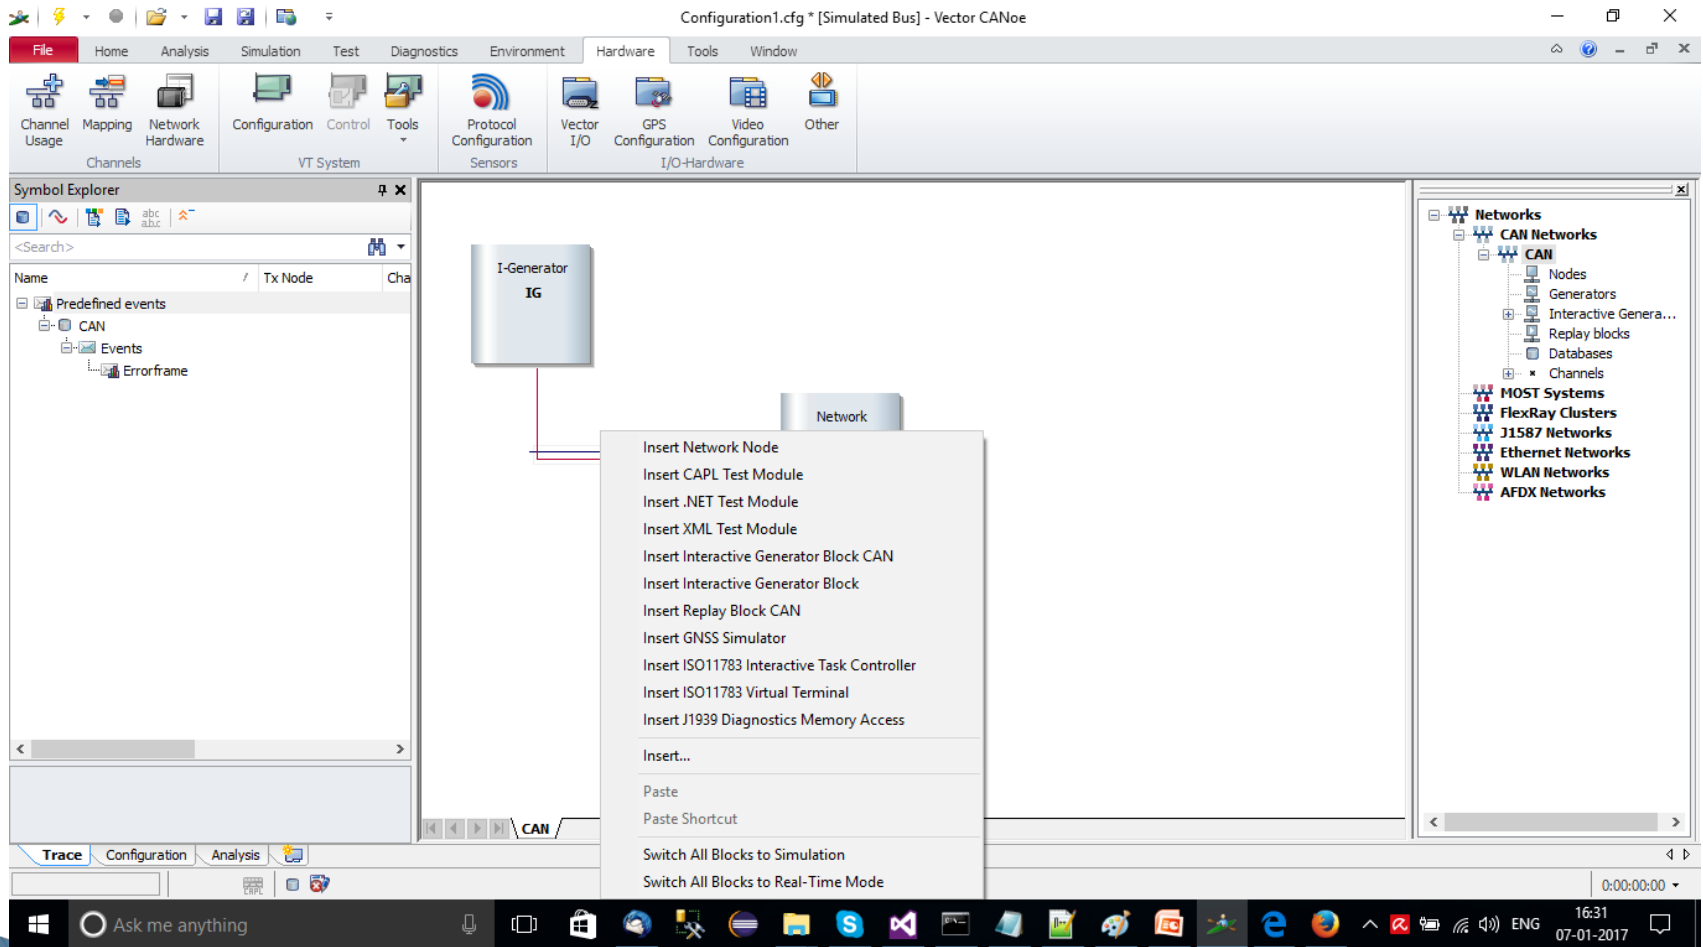 Configuration1.cfg * [Simulated Bus] - Vector CANoe
File Home Analysis Simulation Test Diagnostics Environment Hardware Tools Window
Channel Usage
Mapping
Network Hardware
Configuration
Control
Tools
Protocol Configuration
Vector I/O
GPS Configuration
Video Configuration
Other
Channels
VT System
Sensors
I/O-Hardware
Symbol Explorer
<Search>
Name / Tx Node Cha
Predefined events
CAN
Events
Errorframe
I-Generator
IG
Network
Insert Network Node
Insert CAPL Test Module
Insert .NET Test Module
Insert XML Test Module
Insert Interactive Generator Block CAN
Insert Interactive Generator Block
Insert Replay Block CAN
Insert GNSS Simulator
Insert ISO11783 Interactive Task Controller
Insert ISO11783 Virtual Terminal
Insert J1939 Diagnostics Memory Access
Insert...
Paste
Paste Shortcut
Switch All Blocks to Simulation
Switch All Blocks to Real-Time Mode
CAN
Networks
CAN Networks
CAN
Nodes
Generators
Interactive Genera...
Replay blocks
Databases
Channels
MOST Systems
FlexRay Clusters
J1587 Networks
Ethernet Networks
WLAN Networks
AFDX Networks
Trace Configuration Analysis
0:00:00:00
Ask me anything
ENG
16:31
07-01-2017